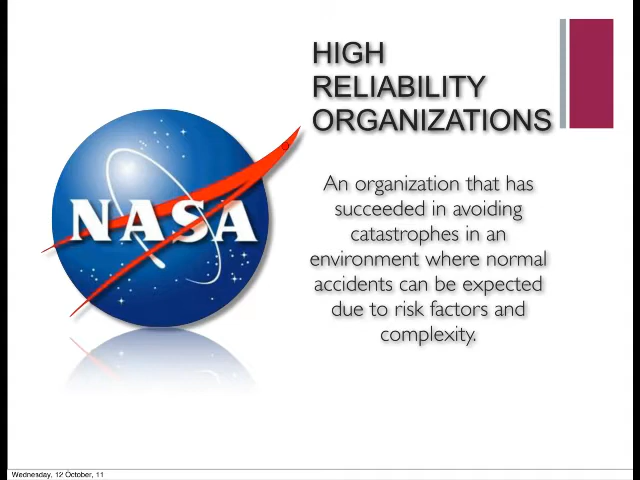 HIGH
RELIABILITY
ORGANIZATIONS
NASA
An organization that has
succeeded in avoiding
catastrophes in an
environment where normal
accidents can be expected
due to risk factors and
complexity.
Wednesday, 12 October, 11